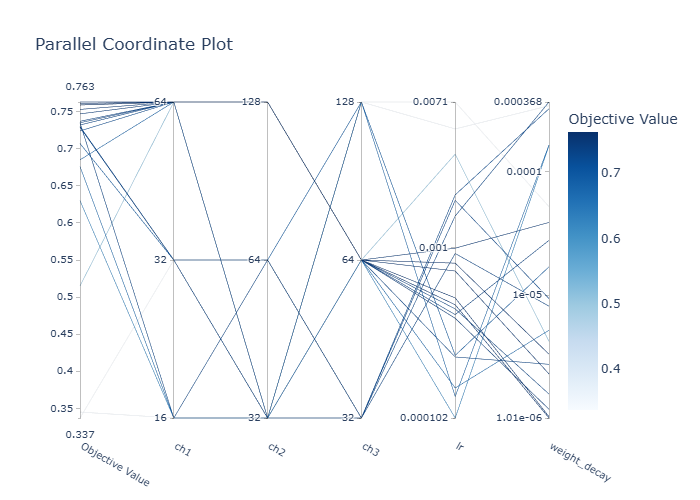 Parallel Coordinate Plot
0.763
64
128
128
0.0071
0.000368
Objective Value
0.75
0.7
0.7
0.0001
0.65
0.6
0.6
0.001
32
64
64
0.55
0.5
1e-05
0.5
0.45
0.4
0.4
0.35
16
32
32
0.000102
1.01e-06
0.337
Objective Value
ch1
ch2
ch3
lr
weight_decay